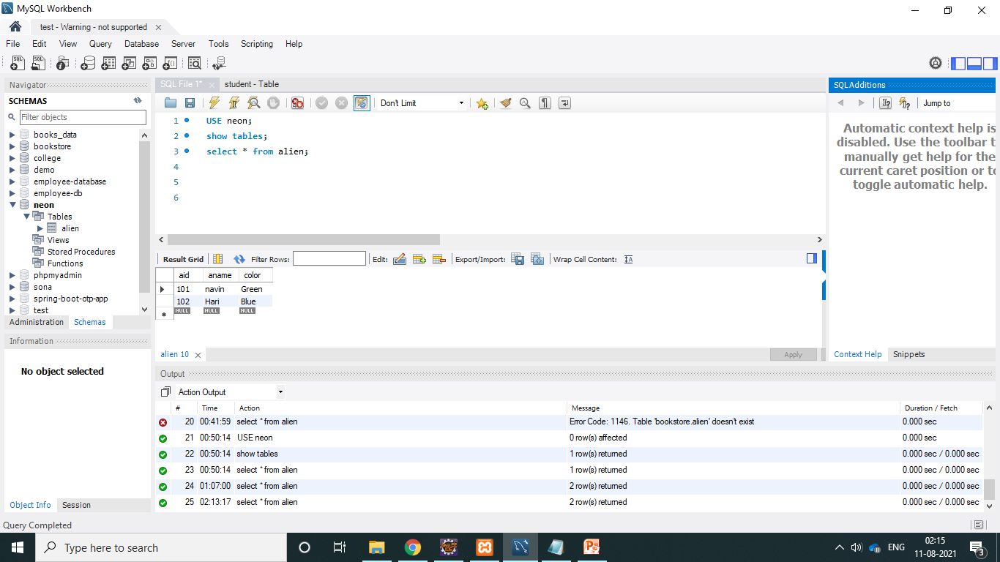 MySQL Workbench
test - Warning - not supported
File Edit View Query Database Server Tools Scripting Help
Navigator
SCHEMAS
Filter objects
books_data
bookstore
college
demo
employee-database
employee-db
neon
Tables
alien
Views
Stored Procedures
Functions
phpmyadmin
sona
spring-boot-otp-app
test
Administration Schemas
Information
No object selected
Object Info Session
SQL File 1* student - Table
Don't Limit
1 USE neon;
2 show tables;
3 select * from alien;
4
5
6
Result Grid Filter Rows: Edit: Export/Import: Wrap Cell Content:
aid aname color
101 navin Green
102 Hari Blue
NULL NULL NULL
alien 10 Apply
SQLAdditions
Jump to
Automatic context help is
disabled. Use the toolbar t
manually get help for the
current caret position or to
toggle automatic help.
Context Help Snippets
Output
Action Output
# Time Action Message Duration / Fetch
20 00:41:59 select * from alien Error Code: 1146. Table 'bookstore.alien' doesn't exist 0.000 sec
21 00:50:14 USE neon 0 row(s) affected 0.000 sec
22 00:50:14 show tables 1 row(s) returned 0.000 sec / 0.000 sec
23 00:50:14 select * from alien 1 row(s) returned 0.000 sec / 0.000 sec
24 01:07:00 select * from alien 2 row(s) returned 0.000 sec / 0.000 sec
25 02:13:17 select * from alien 2 row(s) returned 0.000 sec / 0.000 sec
Query Completed
Type here to search
ENG
02:15
11-08-2021
3